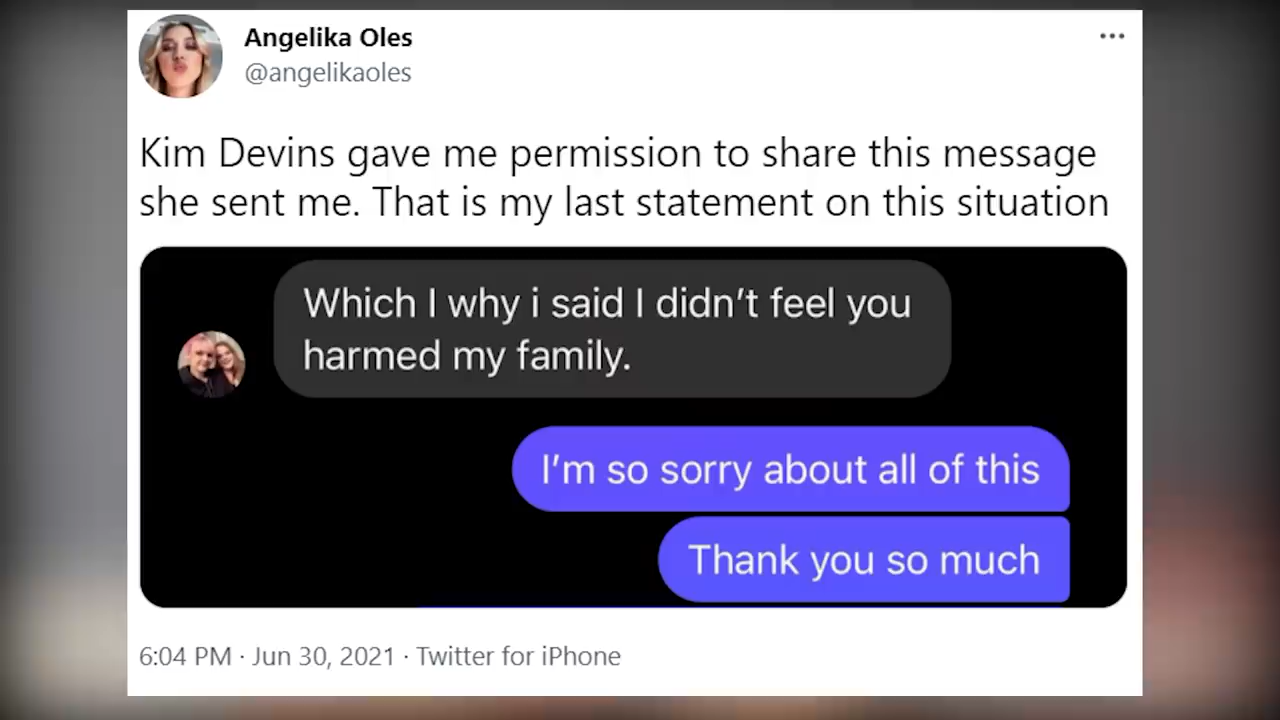 Angelika Oles
@angelikaoles
Kim Devins gave me permission to share this message
she sent me. That is my last statement on this situation
Which I why i said I didn't feel you
harmed my family.
I'm so sorry about all of this
Thank you so much
6:04 PM · Jun 30, 2021 · Twitter for iPhone